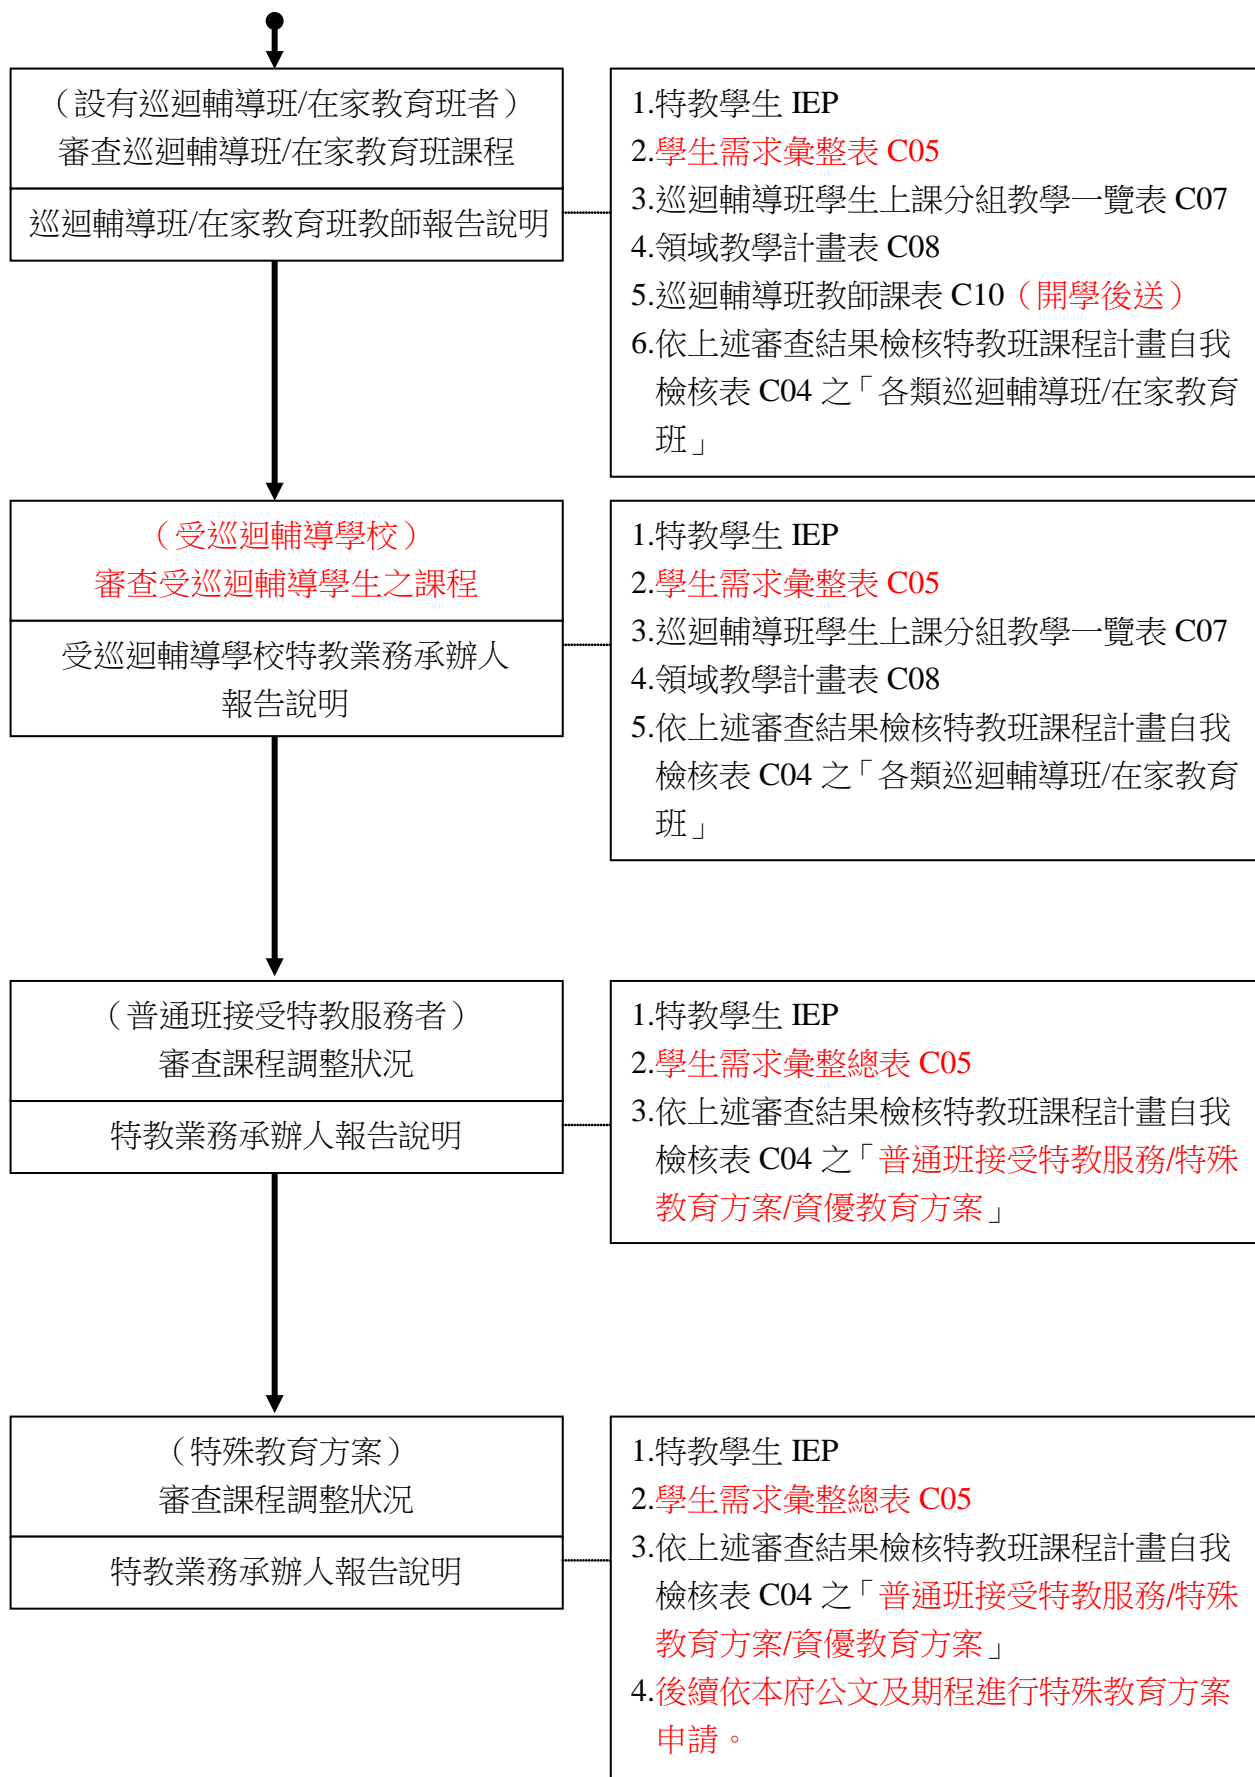 （設有巡迴輔導班/在家教育班者）
審查巡迴輔導班/在家教育班課程
巡迴輔導班/在家教育班教師報告說明
1.特教學生 IEP
2.學生需求彙整表 C05
3.巡迴輔導班學生上課分組教學一覽表 C07
4.領域教學計畫表 C08
5.巡迴輔導班教師課表 C10（開學後送）
6.依上述審查結果檢核特教班課程計畫自我
檢核表 C04 之「各類巡迴輔導班/在家教育
班」
（受巡迴輔導學校）
審查受巡迴輔導學生之課程
受巡迴輔導學校特教業務承辦人
報告說明
1.特教學生 IEP
2.學生需求彙整表 C05
3.巡迴輔導班學生上課分組教學一覽表 C07
4.領域教學計畫表 C08
5.依上述審查結果檢核特教班課程計畫自我
檢核表 C04 之「各類巡迴輔導班/在家教育
班」
（普通班接受特教服務者）
審查課程調整狀況
特教業務承辦人報告說明
1.特教學生 IEP
2.學生需求彙整總表 C05
3.依上述審查結果檢核特教班課程計畫自我
檢核表 C04 之「普通班接受特教服務/特殊
教育方案/資優教育方案」
（特殊教育方案）
審查課程調整狀況
特教業務承辦人報告說明
1.特教學生 IEP
2.學生需求彙整總表 C05
3.依上述審查結果檢核特教班課程計畫自我
檢核表 C04 之「普通班接受特教服務/特殊
教育方案/資優教育方案」
4.後續依本府公文及期程進行特殊教育方案
申請。